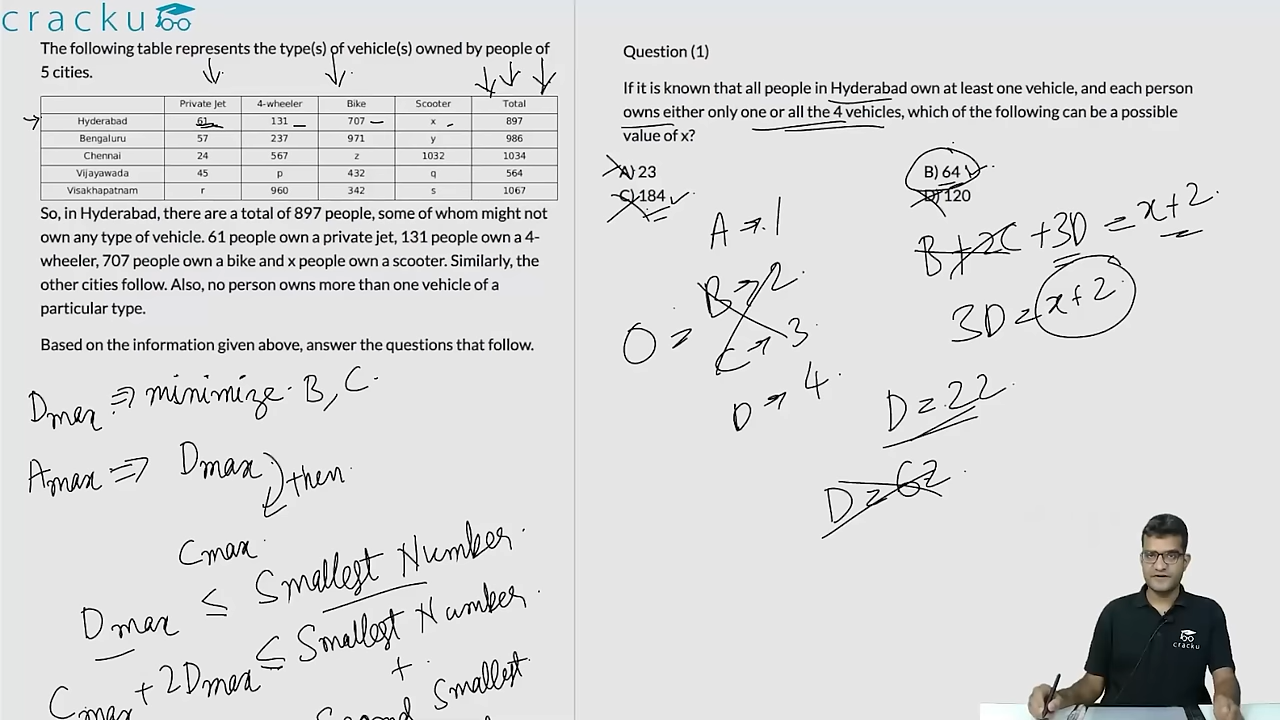 cracku
The following table represents the type(s) of vehicle(s) owned by people of
5 cities.
Private Jet 4-wheeler Bike Scooter Total
Hyderabad 61 131 707 x 897
Bengaluru 57 237 971 y 986
Chennai 24 567 z 1032 1034
Vijayawada 45 p 432 q 564
Visakhapatnam r 960 342 s 1067
So, in Hyderabad, there are a total of 897 people, some of whom might not
own any type of vehicle. 61 people own a private jet, 131 people own a 4-
wheeler, 707 people own a bike and x people own a scooter. Similarly, the
other cities follow. Also, no person owns more than one vehicle of a
particular type.
Based on the information given above, answer the questions that follow.
Dmax => minimize B, C
Amax => Dmax
then
Cmax
Dmax ≤ Smallest Number
Cmax + 2Dmax ≤ Smallest Number
+
Second Smallest
Question (1)
If it is known that all people in Hyderabad own at least one vehicle, and each person
owns either only one or all the 4 vehicles, which of the following can be a possible
value of x?
A) 23 B) 64
C) 184 D) 120
A → 1
B → 2
0 =
C → 3
D → 4
B + 2C + 3D = x+2
3D = x+2
D = 22
D = 62
cracku